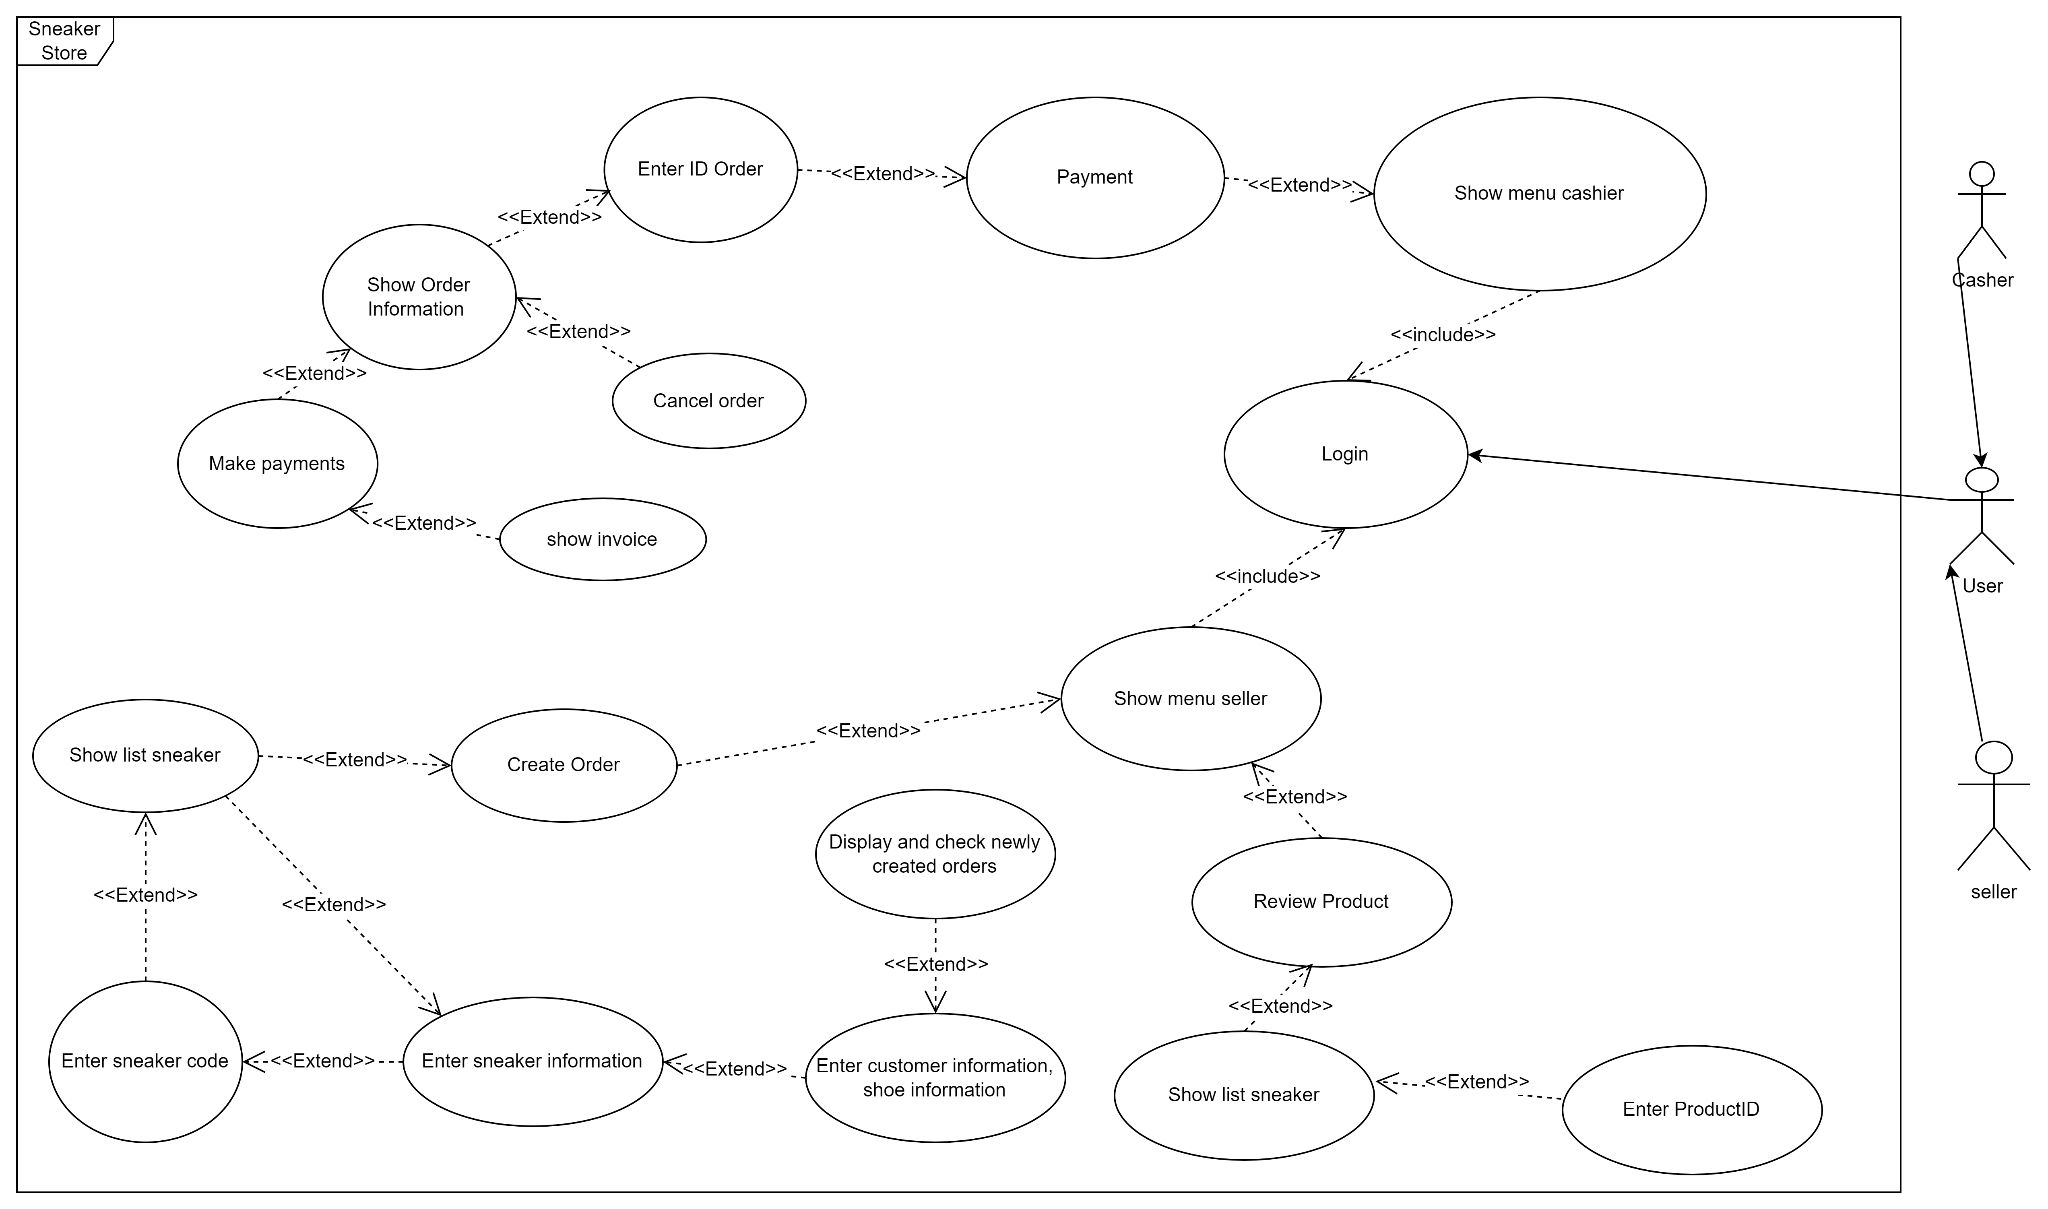 Sneaker
Store
Enter ID Order
<<Extend>>
Payment
<<Extend>>
Show menu cashier
<<Extend>>
Show Order
Information
Casher
<<Extend>>
<<include>>
<<Extend>>
Cancel order
Make payments
Login
<<Extend>>
show invoice
<<include>>
User
Show menu seller
Show list sneaker
<<Extend>>
Create Order
<<Extend>>
<<Extend>>
Display and check newly
created orders
<<Extend>>
<<Extend>>
Review Product
seller
<<Extend>>
<<Extend>>
Enter sneaker code
<<Extend>>
Enter sneaker information
<<Extend>>
Enter customer information,
shoe information
Show list sneaker
<<Extend>>
Enter ProductID